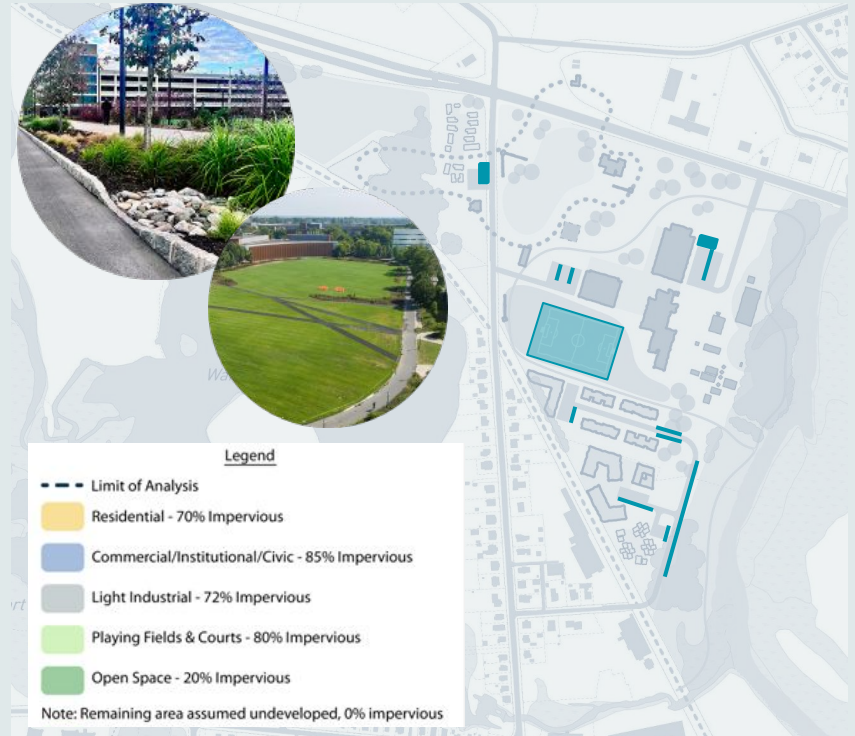 Legend
Limit of Analysis
Residential - 70% Impervious
Commercial/Institutional/Civic - 85% Impervious
Light Industrial - 72% Impervious
Playing Fields & Courts - 80% Impervious
Open Space - 20% Impervious
Note: Remaining area assumed undeveloped, 0% impervious